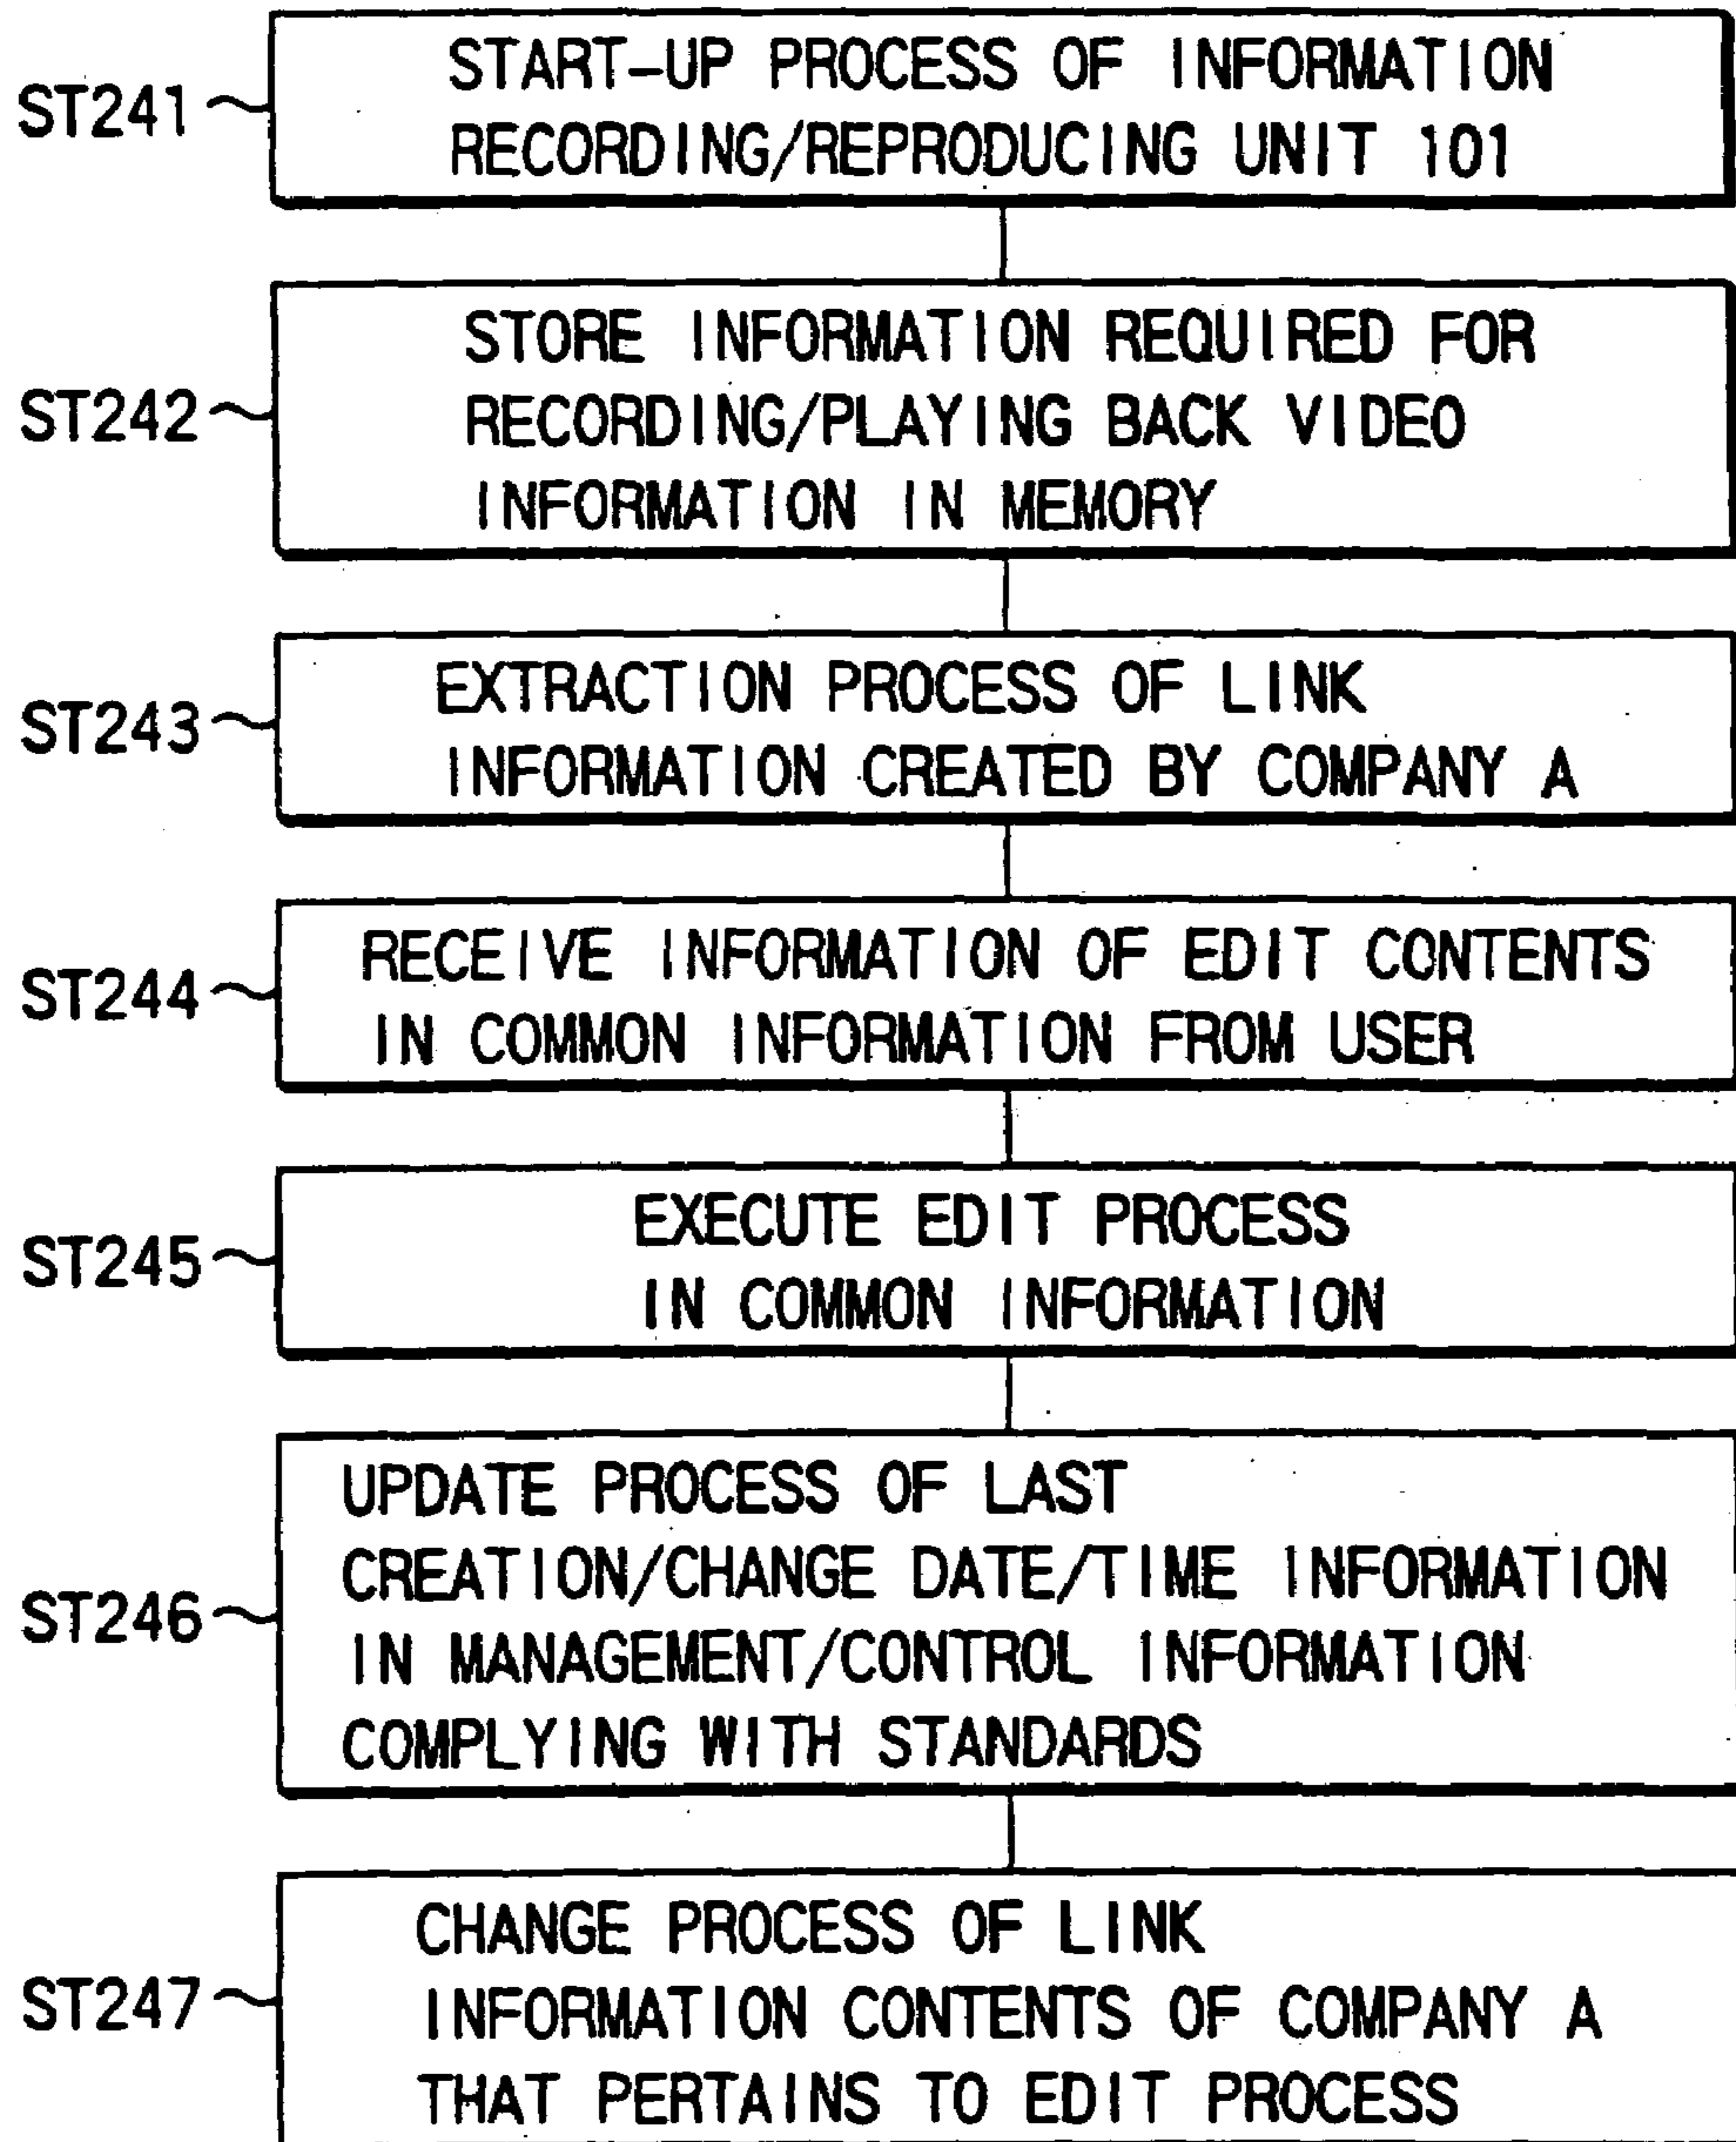 ST241
START-UP PROCESS OF INFORMATION
RECORDING/REPRODUCING UNIT 101
ST242
STORE INFORMATION REQUIRED FOR
RECORDING/PLAYING BACK VIDEO
INFORMATION IN MEMORY
ST243
EXTRACTION PROCESS OF LINK
INFORMATION CREATED BY COMPANY A
ST244
RECEIVE INFORMATION OF EDIT CONTENTS
IN COMMON INFORMATION FROM USER
ST245
EXECUTE EDIT PROCESS
IN COMMON INFORMATION
ST246
UPDATE PROCESS OF LAST
CREATION/CHANGE DATE/TIME INFORMATION
IN MANAGEMENT/CONTROL INFORMATION
COMPLYING WITH STANDARDS
ST247
CHANGE PROCESS OF LINK
INFORMATION CONTENTS OF COMPANY A
THAT PERTAINS TO EDIT PROCESS